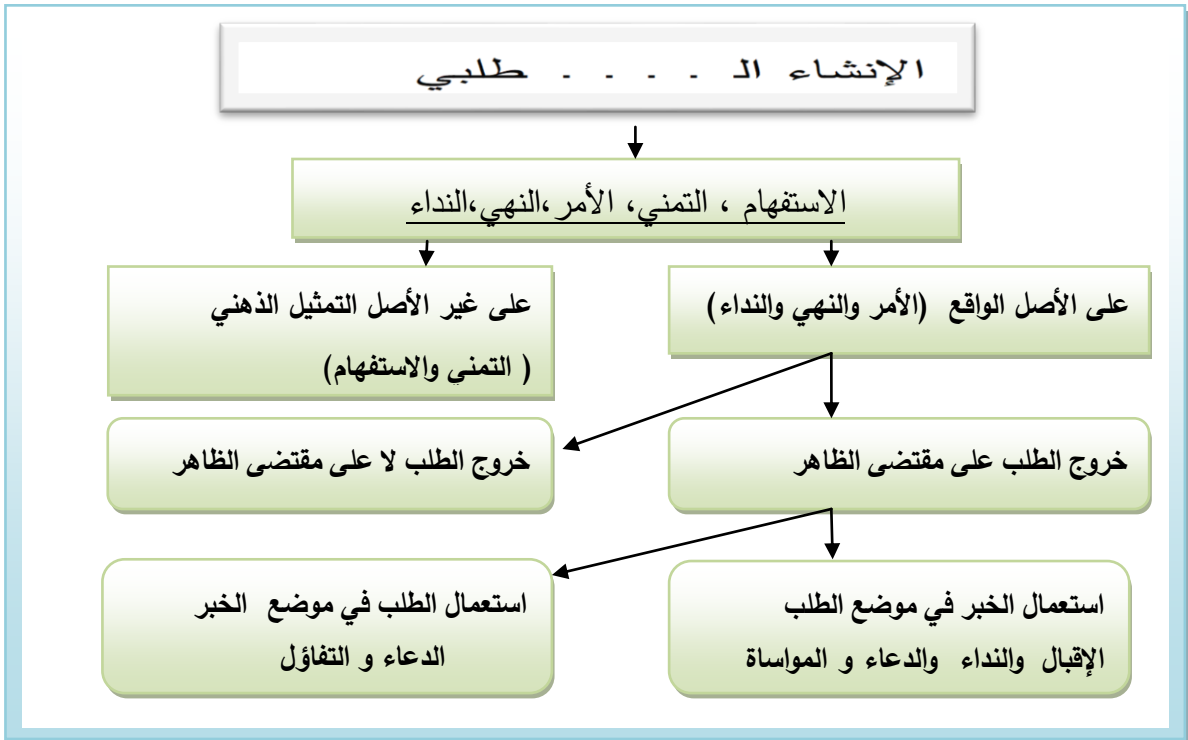 الإنشاء الـ . . . . طلبي
الاستفهام ، التمني، الأمر ،النهي،النداء
على الأصل الواقع (الأمر والنهي والنداء)
على غير الأصل التمثيل الذهني
( التمني والاستفهام)
خروج الطلب على مقتضى الظاهر
خروج الطلب لا على مقتضى الظاهر
استعمال الخبر في موضع الطلب
الإقبال والنداء والدعاء و المواساة
استعمال الطلب في موضع الخبر
الدعاء و التفاؤل